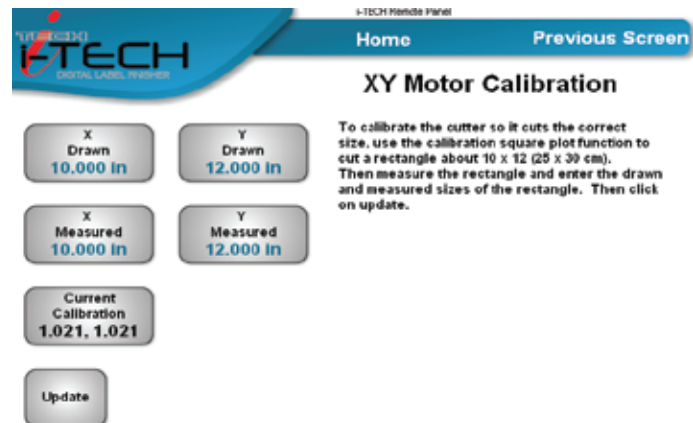 i-TECH Remote Panel
i-TECH
DIGITAL LABEL FINISHER
Home
Previous Screen
XY Motor Calibration
To calibrate the cutter so it cuts the correct
size, use the calibration square plot function to
cut a rectangle about 10 x 12 (25 x 30 cm).
Then measure the rectangle and enter the drawn
and measured sizes of the rectangle. Then click
on update.
X
Drawn
10.000 in
Y
Drawn
12.000 in
X
Measured
10.000 in
Y
Measured
12.000 in
Current
Calibration
1.021, 1.021
Update